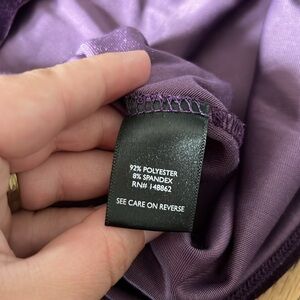 92% POLYESTER
8% SPANDEX
RN# 148862
SEE CARE ON REVERSE